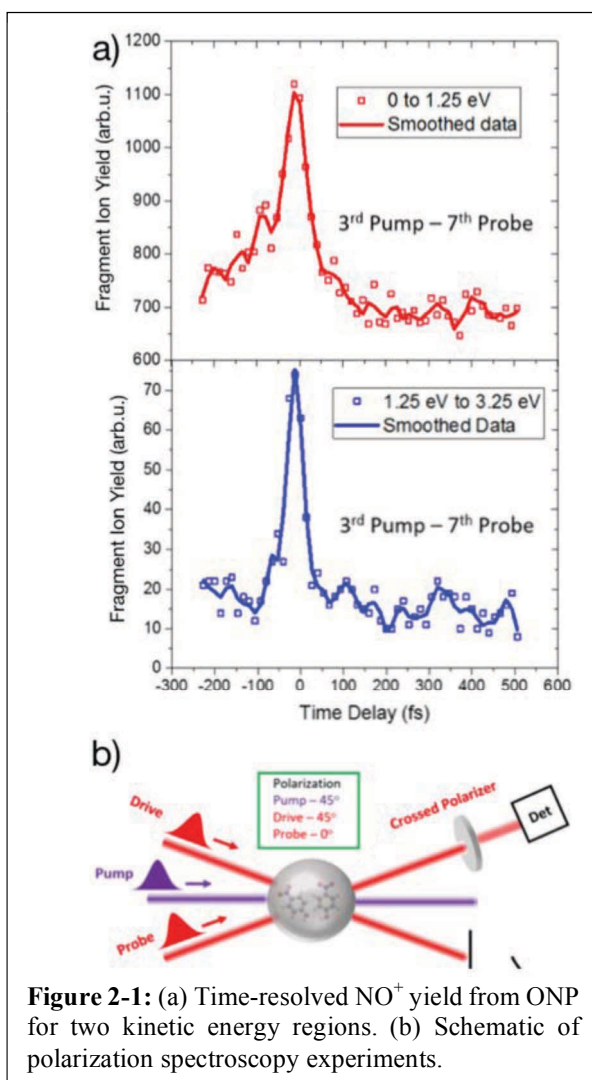 a)
1200
1100
1000
900
800
700
600
Fragment Ion Yield (arb.u.)
0 to 1.25 eV
Smoothed data
3rd Pump – 7th Probe
70
60
50
40
30
20
10
0
Fragment Ion Yield (arb.u.)
1.25 eV to 3.25 eV
Smoothed Data
3rd Pump – 7th Probe
-300 -200 -100 0 100 200 300 400 500 600
Time Delay (fs)
b)
Drive
Pump
Probe
Polarization
Pump – 45°
Drive – 45°
Probe – 0°
Crossed Polarizer
Det
Figure 2-1: (a) Time-resolved NO+ yield from ONP
for two kinetic energy regions. (b) Schematic of
polarization spectroscopy experiments.